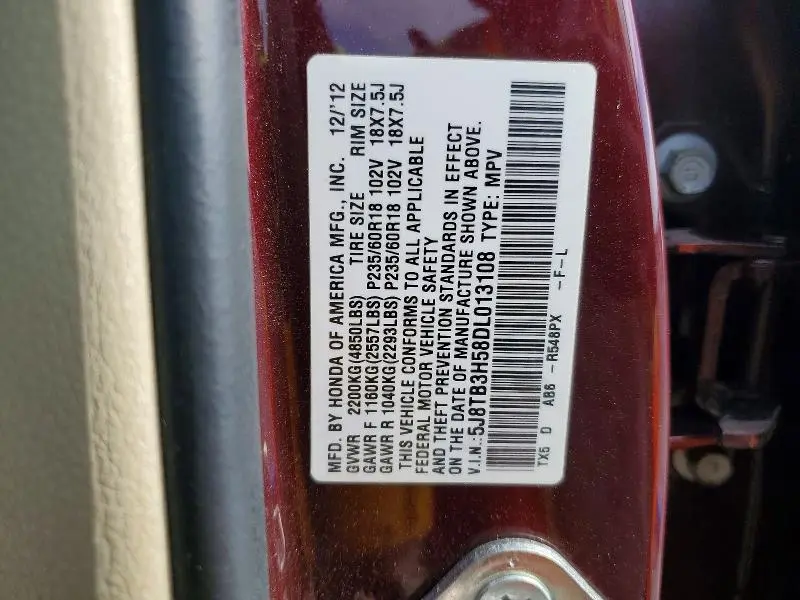 MFD. BY HONDA OF AMERICA MFG., INC. 12/'12
GVWR 2200KG(4850LBS) TIRE SIZE RIM SIZE
GAWR F 1160KG(2557LBS) P235/60R18 102V 18X7.5J
GAWR R 1040KG(2293LBS) P235/60R18 102V 18X7.5J
THIS VEHICLE CONFORMS TO ALL APPLICABLE
FEDERAL MOTOR VEHICLE SAFETY
AND THEFT PREVENTION STANDARDS IN EFFECT
ON THE DATE OF MANUFACTURE SHOWN ABOVE.
V.I.N.:5J8TB3H58DL013108 TYPE: MPV
TX5 D AB6 -R548PX -F-L